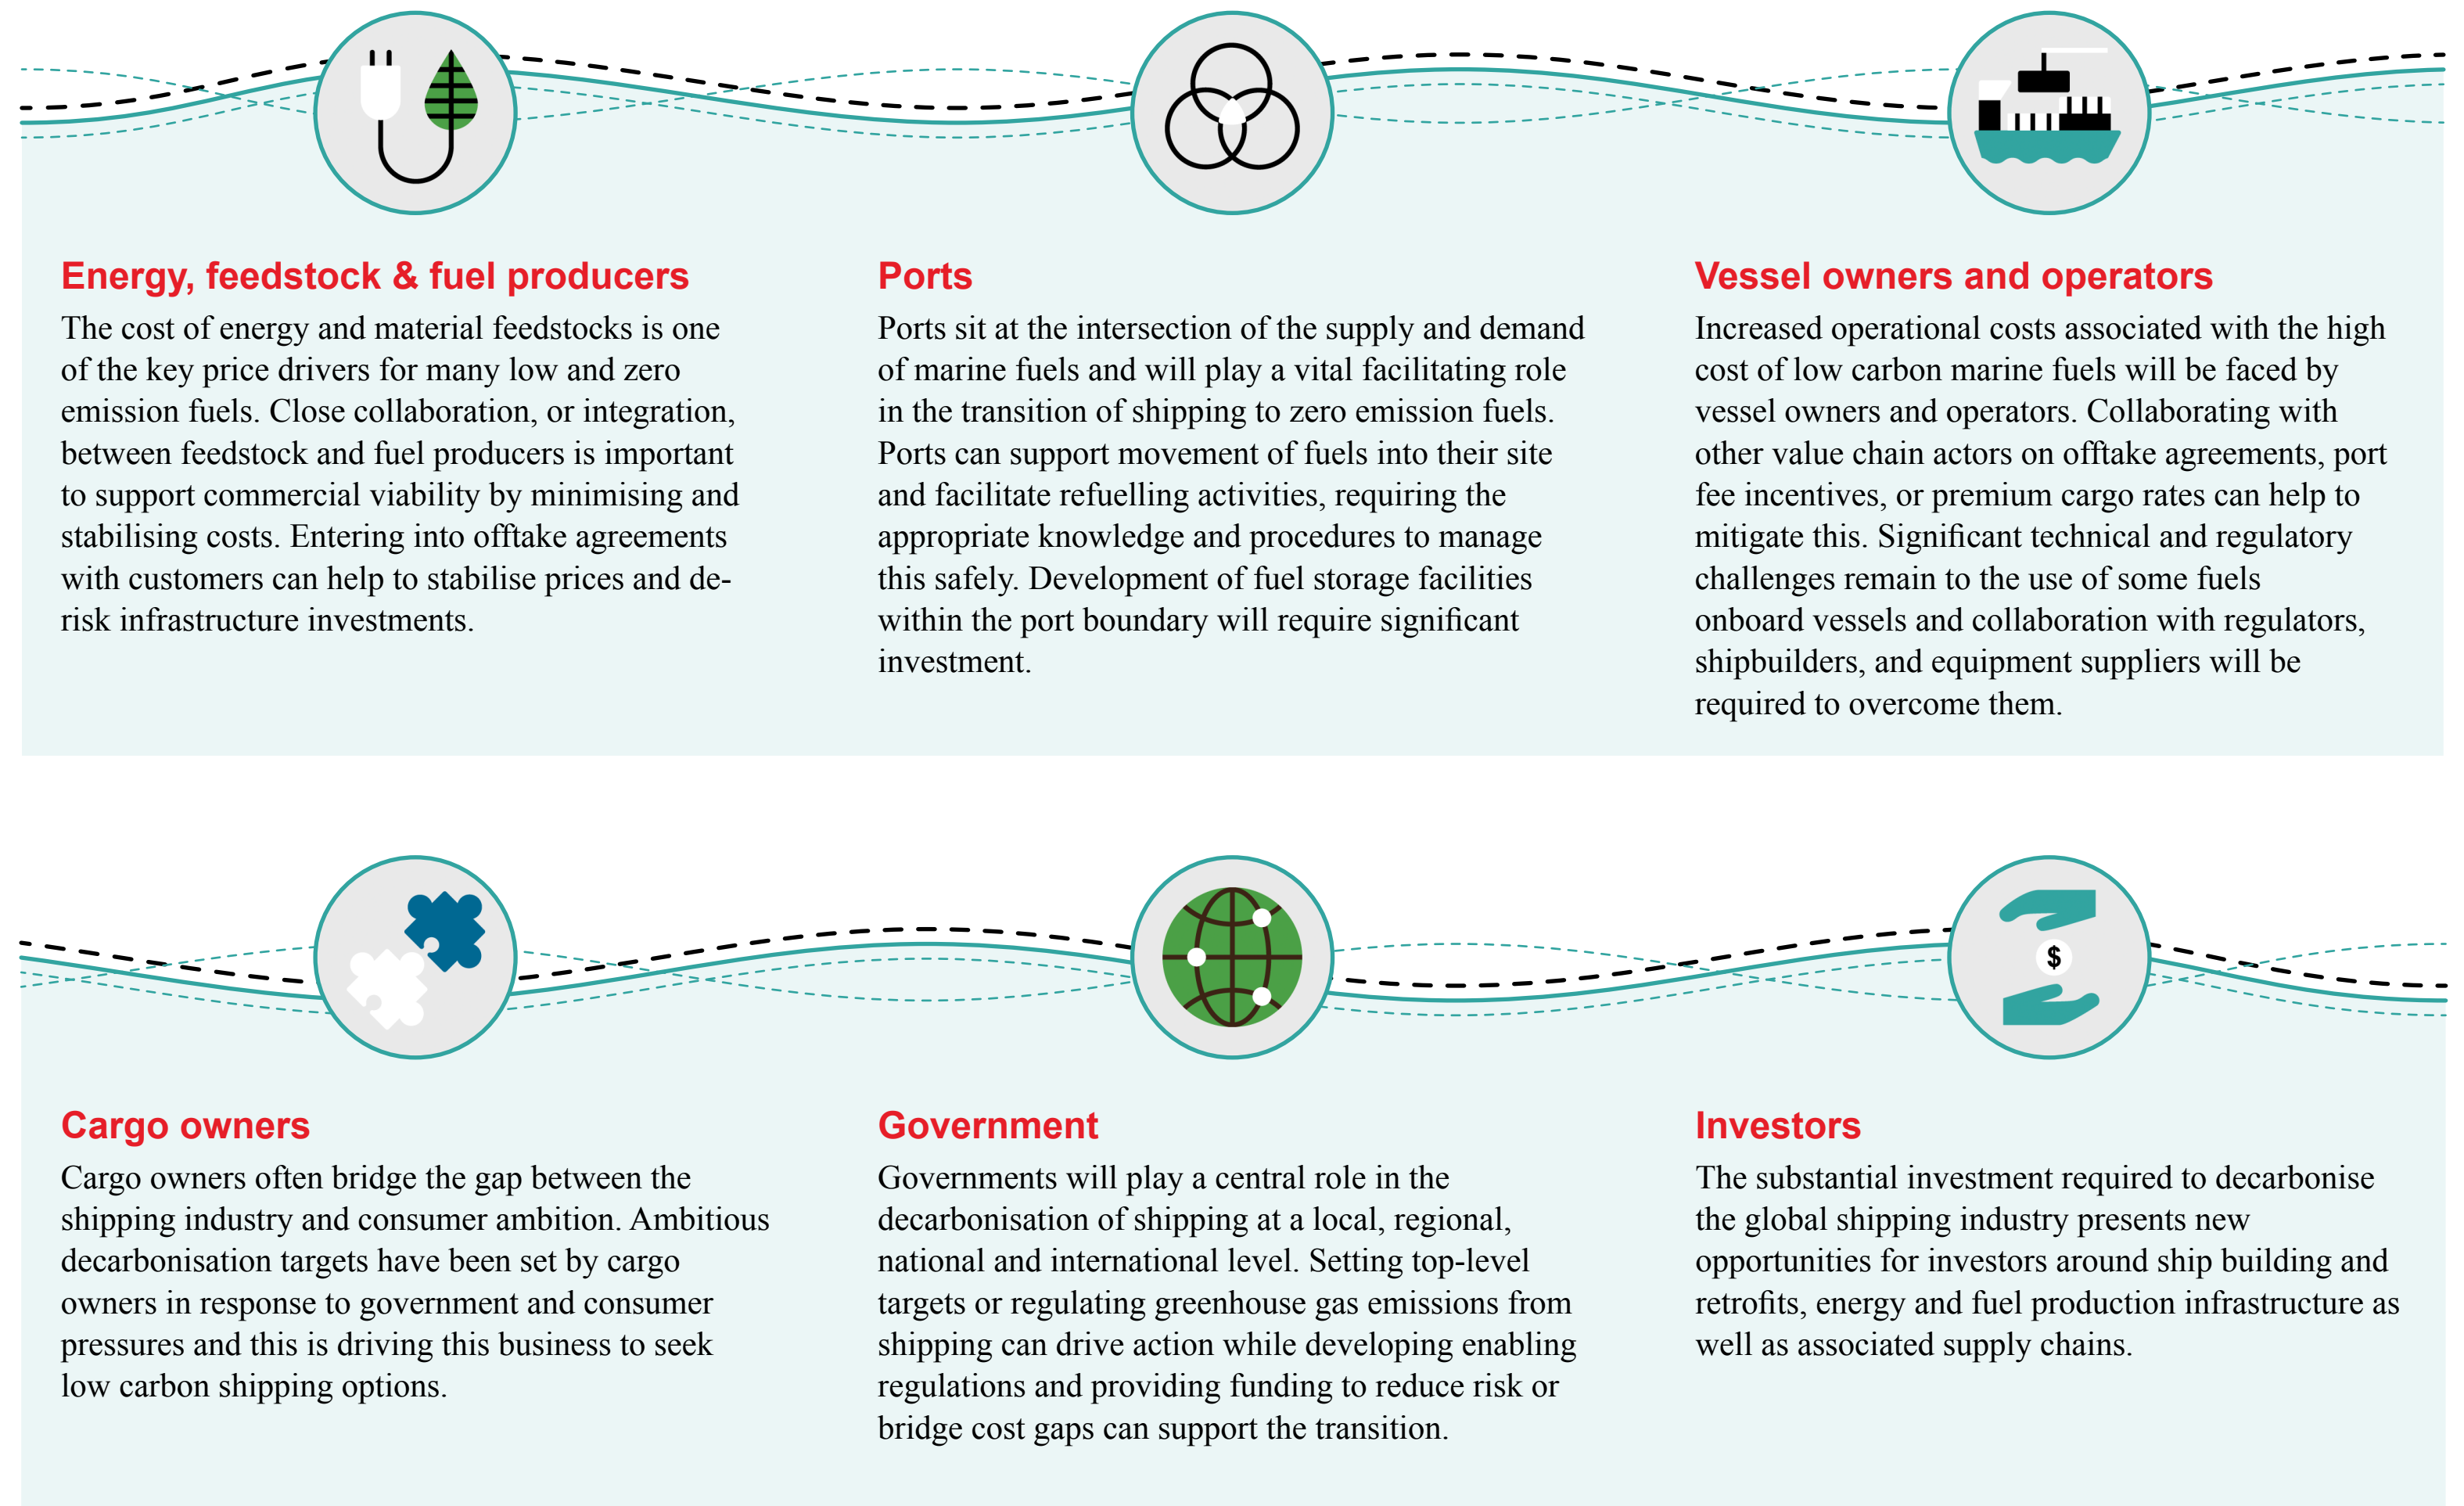 Energy, feedstock & fuel producers
The cost of energy and material feedstocks is one
of the key price drivers for many low and zero
emission fuels. Close collaboration, or integration,
between feedstock and fuel producers is important
to support commercial viability by minimising and
stabilising costs. Entering into offtake agreements
with customers can help to stabilise prices and de-
risk infrastructure investments.
Ports
Ports sit at the intersection of the supply and demand
of marine fuels and will play a vital facilitating role
in the transition of shipping to zero emission fuels.
Ports can support movement of fuels into their site
and facilitate refuelling activities, requiring the
appropriate knowledge and procedures to manage
this safely. Development of fuel storage facilities
within the port boundary will require significant
investment.
Vessel owners and operators
Increased operational costs associated with the high
cost of low carbon marine fuels will be faced by
vessel owners and operators. Collaborating with
other value chain actors on offtake agreements, port
fee incentives, or premium cargo rates can help to
mitigate this. Significant technical and regulatory
challenges remain to the use of some fuels
onboard vessels and collaboration with regulators,
shipbuilders, and equipment suppliers will be
required to overcome them.
Cargo owners
Cargo owners often bridge the gap between the
shipping industry and consumer ambition. Ambitious
decarbonisation targets have been set by cargo
owners in response to government and consumer
pressures and this is driving this business to seek
low carbon shipping options.
Government
Governments will play a central role in the
decarbonisation of shipping at a local, regional,
national and international level. Setting top-level
targets or regulating greenhouse gas emissions from
shipping can drive action while developing enabling
regulations and providing funding to reduce risk or
bridge cost gaps can support the transition.
$
Investors
The substantial investment required to decarbonise
the global shipping industry presents new
opportunities for investors around ship building and
retrofits, energy and fuel production infrastructure as
well as associated supply chains.